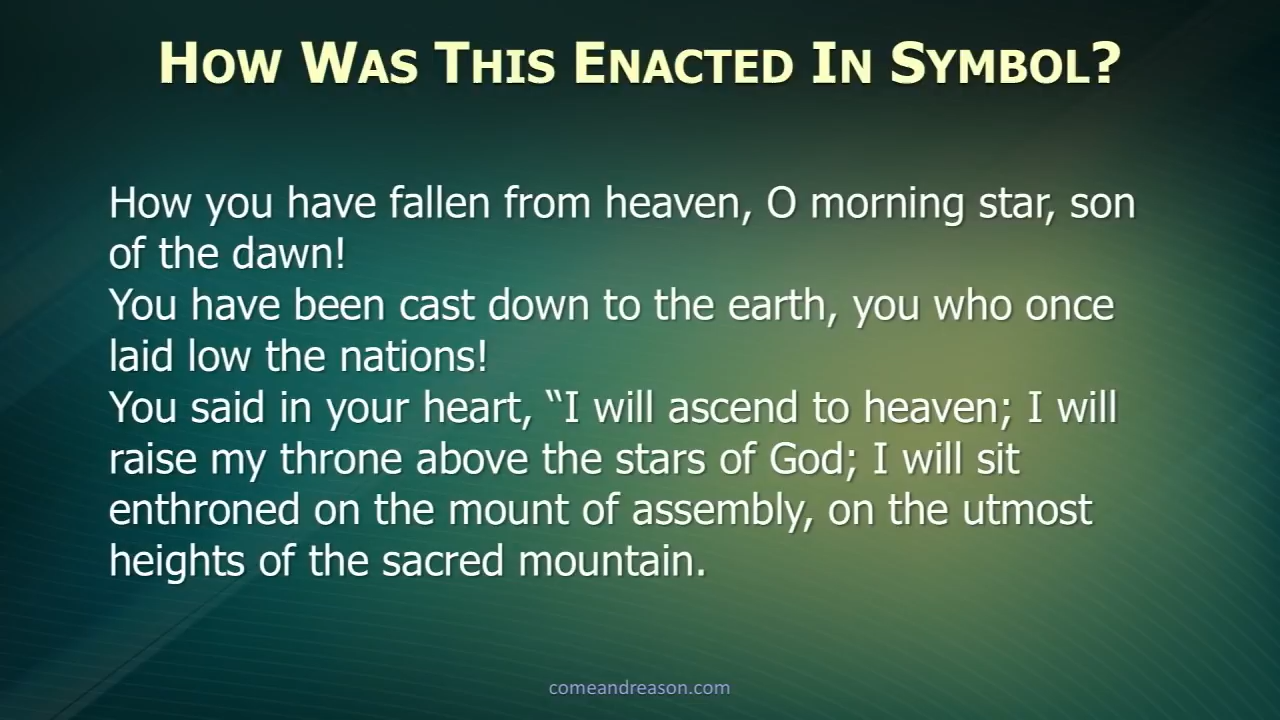 How Was This Enacted In Symbol?
How you have fallen from heaven, O morning star, son
of the dawn!
You have been cast down to the earth, you who once
laid low the nations!
You said in your heart, “I will ascend to heaven; I will
raise my throne above the stars of God; I will sit
enthroned on the mount of assembly, on the utmost
heights of the sacred mountain.
comeandreason.com